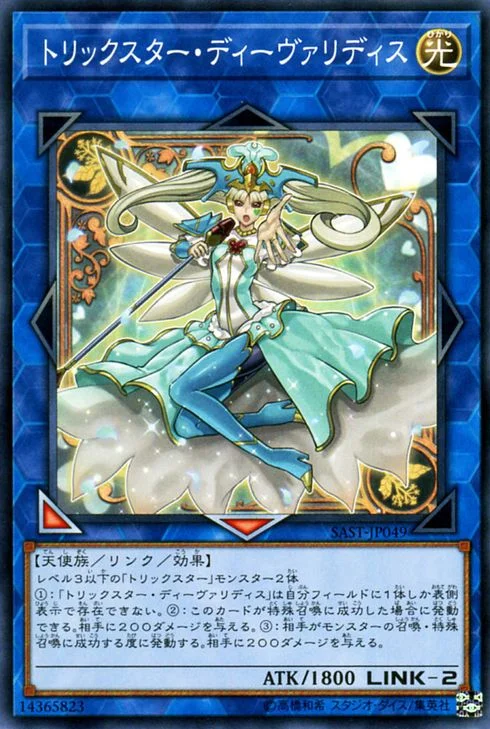 トリックスター・ディーヴァリディス
光
SAST-JP049
【天使族／リンク／効果】
レベル3以下の「トリックスター」モンスター2体
①:「トリックスター・ディーヴァリディス」は自分フィールドに1体しか表側
表示で存在できない。②:このカードが特殊召喚に成功した場合に発動
できる。相手に200ダメージを与える。③:相手がモンスターの召喚・特殊
召喚に成功する度に発動する。相手に200ダメージを与える。
ATK/1800 LINK-2
14365823 ©高橋和希 スタジオ・ダイス/集英社